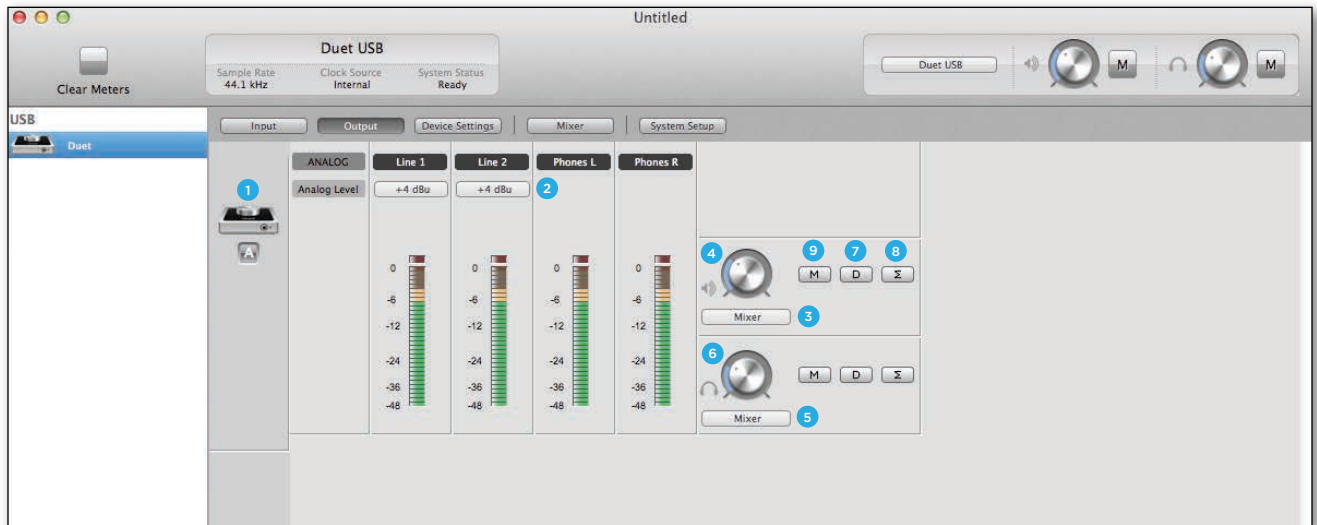 Untitled
Clear Meters
Duet USB
Sample Rate Clock Source System Status
44.1 kHz Internal Ready
Duet USB M M
USB
Duet
Input Output Device Settings Mixer System Setup
ANALOG Line 1 Line 2 Phones L Phones R
1 Analog Level +4 dBu +4 dBu 2
A
4 9 7 8
M D Σ
Mixer 3
6
M D Σ
Mixer 5
0 0 0 0
-6 -6 -6 -6
-12 -12 -12 -12
-24 -24 -24 -24
-36 -36 -36 -36
-48 -48 -48 -48